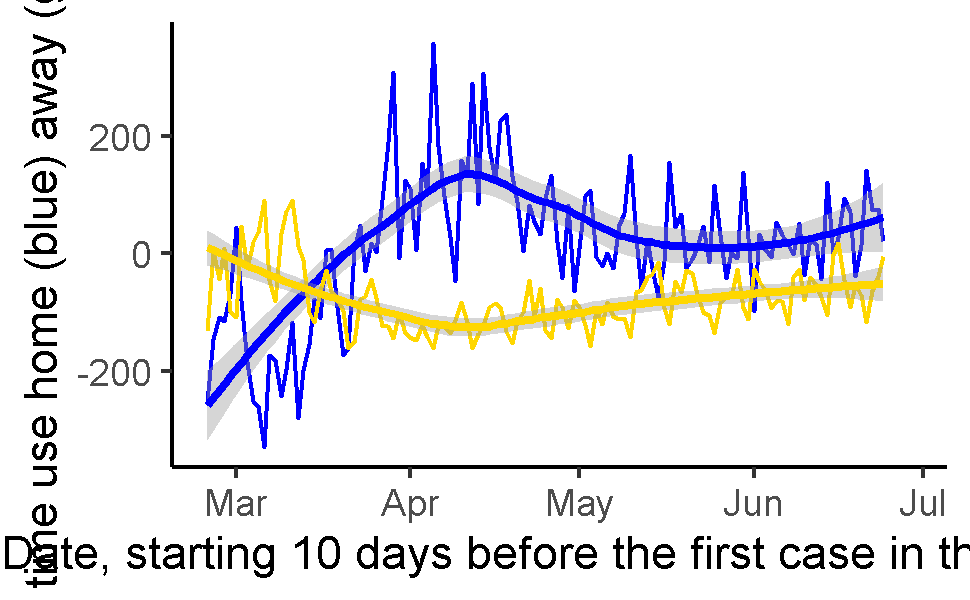 time use home (blue) away (
200
0
-200
Mar Apr May Jun Jul
Date, starting 10 days before the first case in th